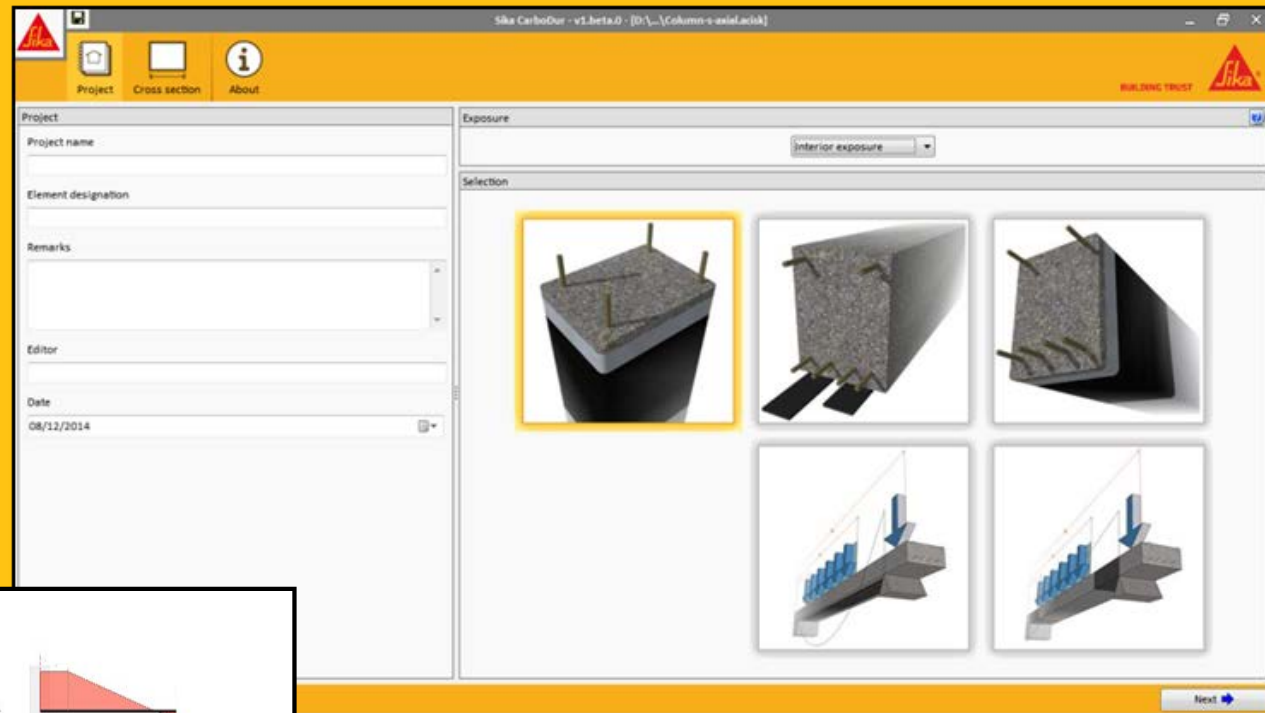 Sika CarboDur - v1.beta.0 - [D:\...\Column-s-axial.acisk]
Sika
Project
Cross section
About
BUILDING TRUST
Sika
Project
Project name
Element designation
Remarks
Editor
Date
08/12/2014
Exposure
Interior exposure
Selection
Next